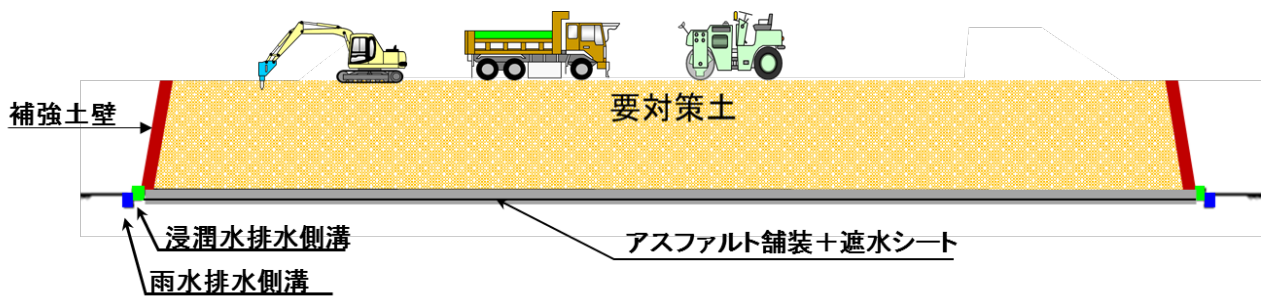 要対策土
補強土壁
浸潤水排水側溝
アスファルト舗装＋遮水シート
雨水排水側溝